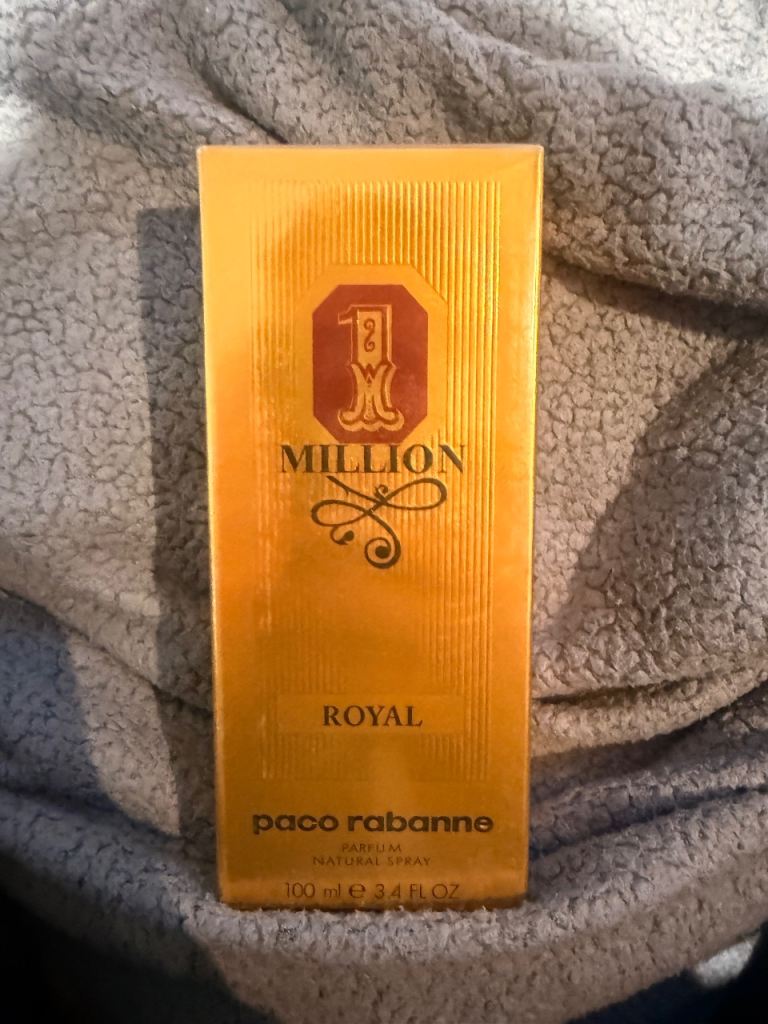 1
MILLION
ROYAL
paco rabanne
PARFUM
NATURAL SPRAY
100 ml e 3.4 FL OZ